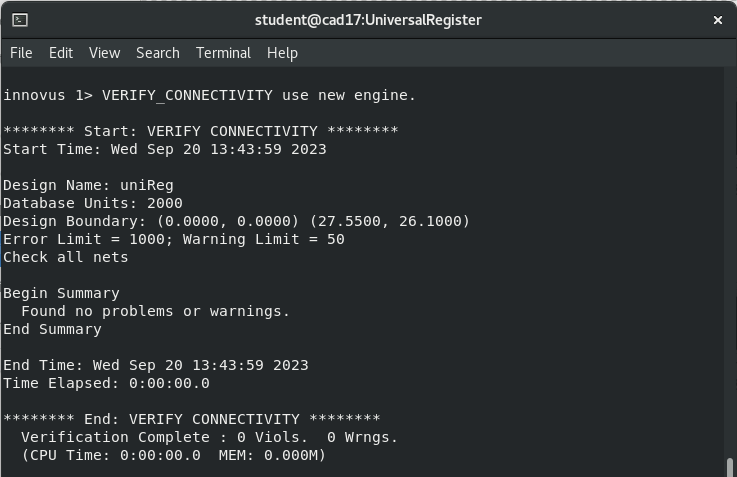 student@cad17:UniversalRegister
File Edit View Search Terminal Help
innovus 1> VERIFY_CONNECTIVITY use new engine.
******** Start: VERIFY CONNECTIVITY ********
Start Time: Wed Sep 20 13:43:59 2023
Design Name: uniReg
Database Units: 2000
Design Boundary: (0.0000, 0.0000) (27.5500, 26.1000)
Error Limit = 1000; Warning Limit = 50
Check all nets
Begin Summary
  Found no problems or warnings.
End Summary
End Time: Wed Sep 20 13:43:59 2023
Time Elapsed: 0:00:00.0
******** End: VERIFY CONNECTIVITY ********
  Verification Complete : 0 Viols.  0 Wrngs.
  (CPU Time: 0:00:00.0  MEM: 0.000M)